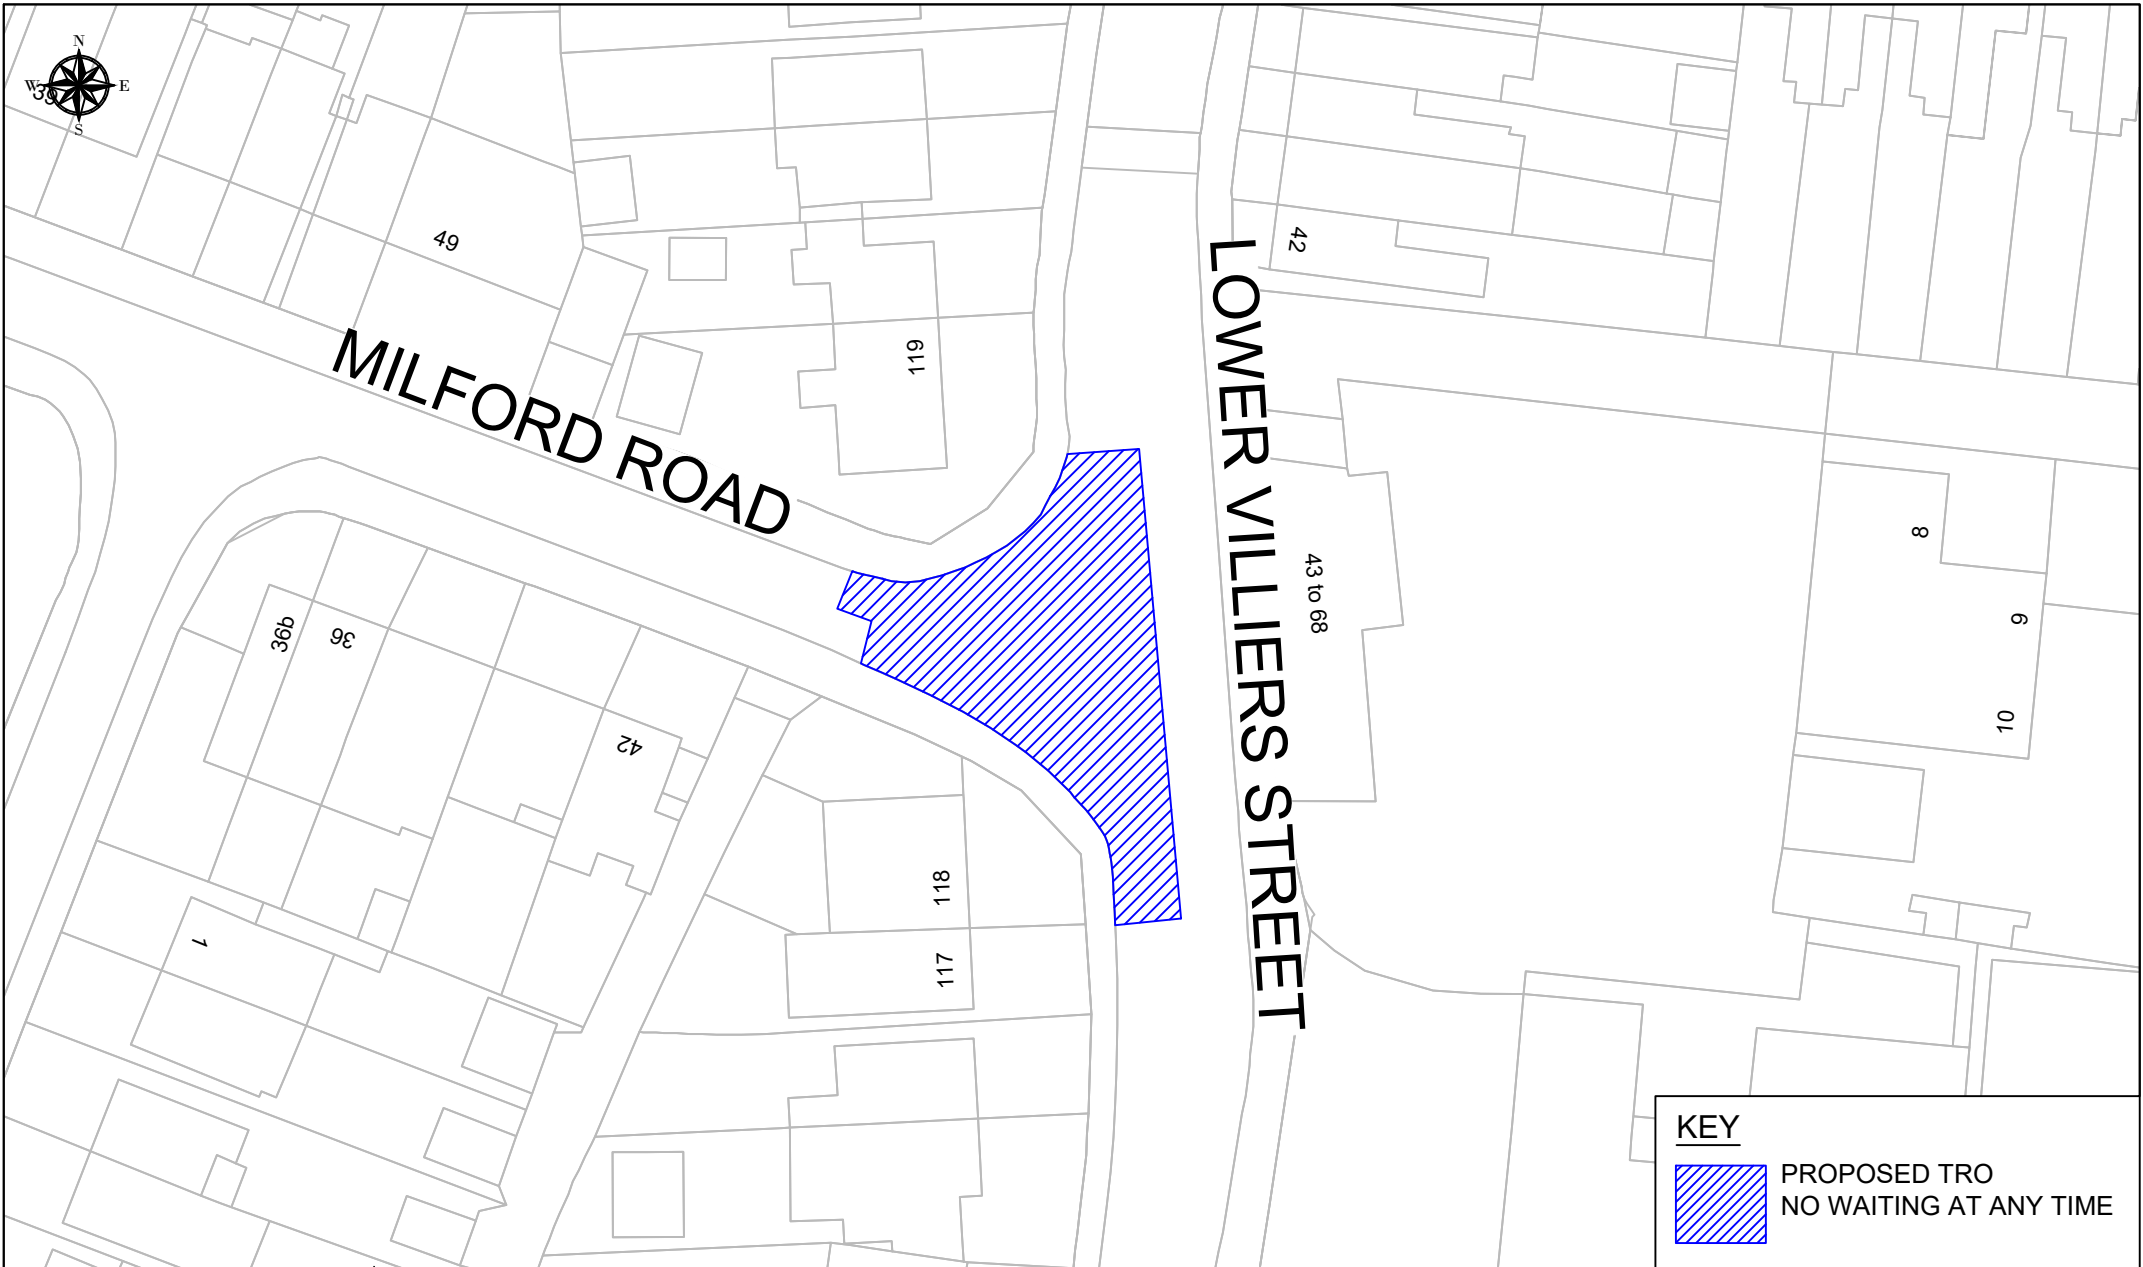 N
W E
S
39
49
42
MILFORD ROAD
LOWER VILLIERS STREET
119
8
43 to 68
9
36b
36
10
42
118
1
117
KEY
PROPOSED TRO
NO WAITING AT ANY TIME